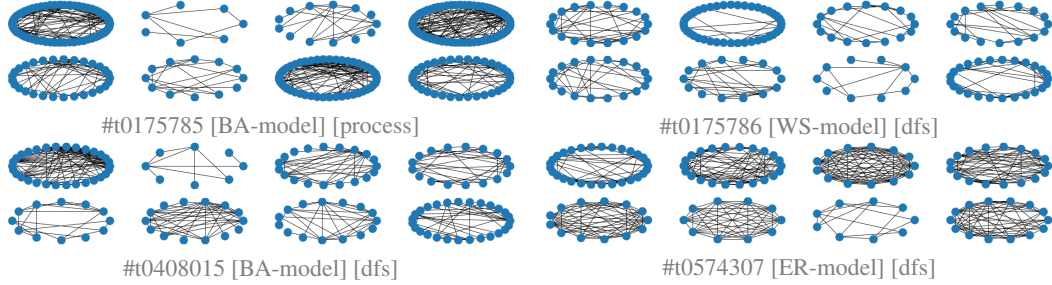 #t0175785 [BA-model] [process]
#t0175786 [WS-model] [dfs]
#t0408015 [BA-model] [dfs]
#t0574307 [ER-model] [dfs]